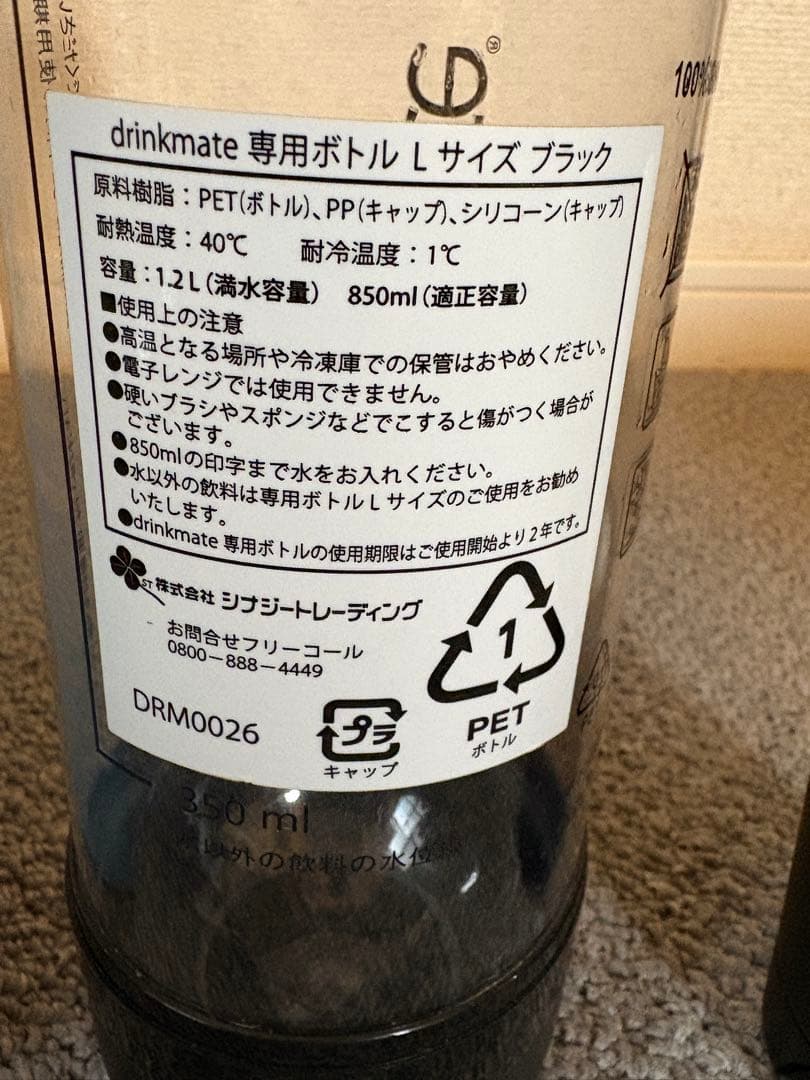 drinkmate 専用ボトル L サイズ ブラック
原料樹脂：PET(ボトル)、PP(キャップ)、シリコーン(キャップ)
耐熱温度：40℃ 耐冷温度：1℃
容量：1.2L（満水容量） 850ml（適正容量）
■使用上の注意
●高温となる場所や冷凍庫での保管はおやめください。
●電子レンジでは使用できません。
●硬いブラシやスポンジなどでこすると傷がつく場合が
ございます。
●850mlの印字まで水をお入れください。
●水以外の飲料は専用ボトルLサイズのご使用をお勧め
いたします。
●drinkmate 専用ボトルの使用期限はご使用開始より2年です。
ST 株式会社 シナジートレーディング
お問合せフリーコール
0800－888－4449
DRM0026
プラ
キャップ
1
PET
ボトル
350 ml
水以外の飲料の水位線
100%